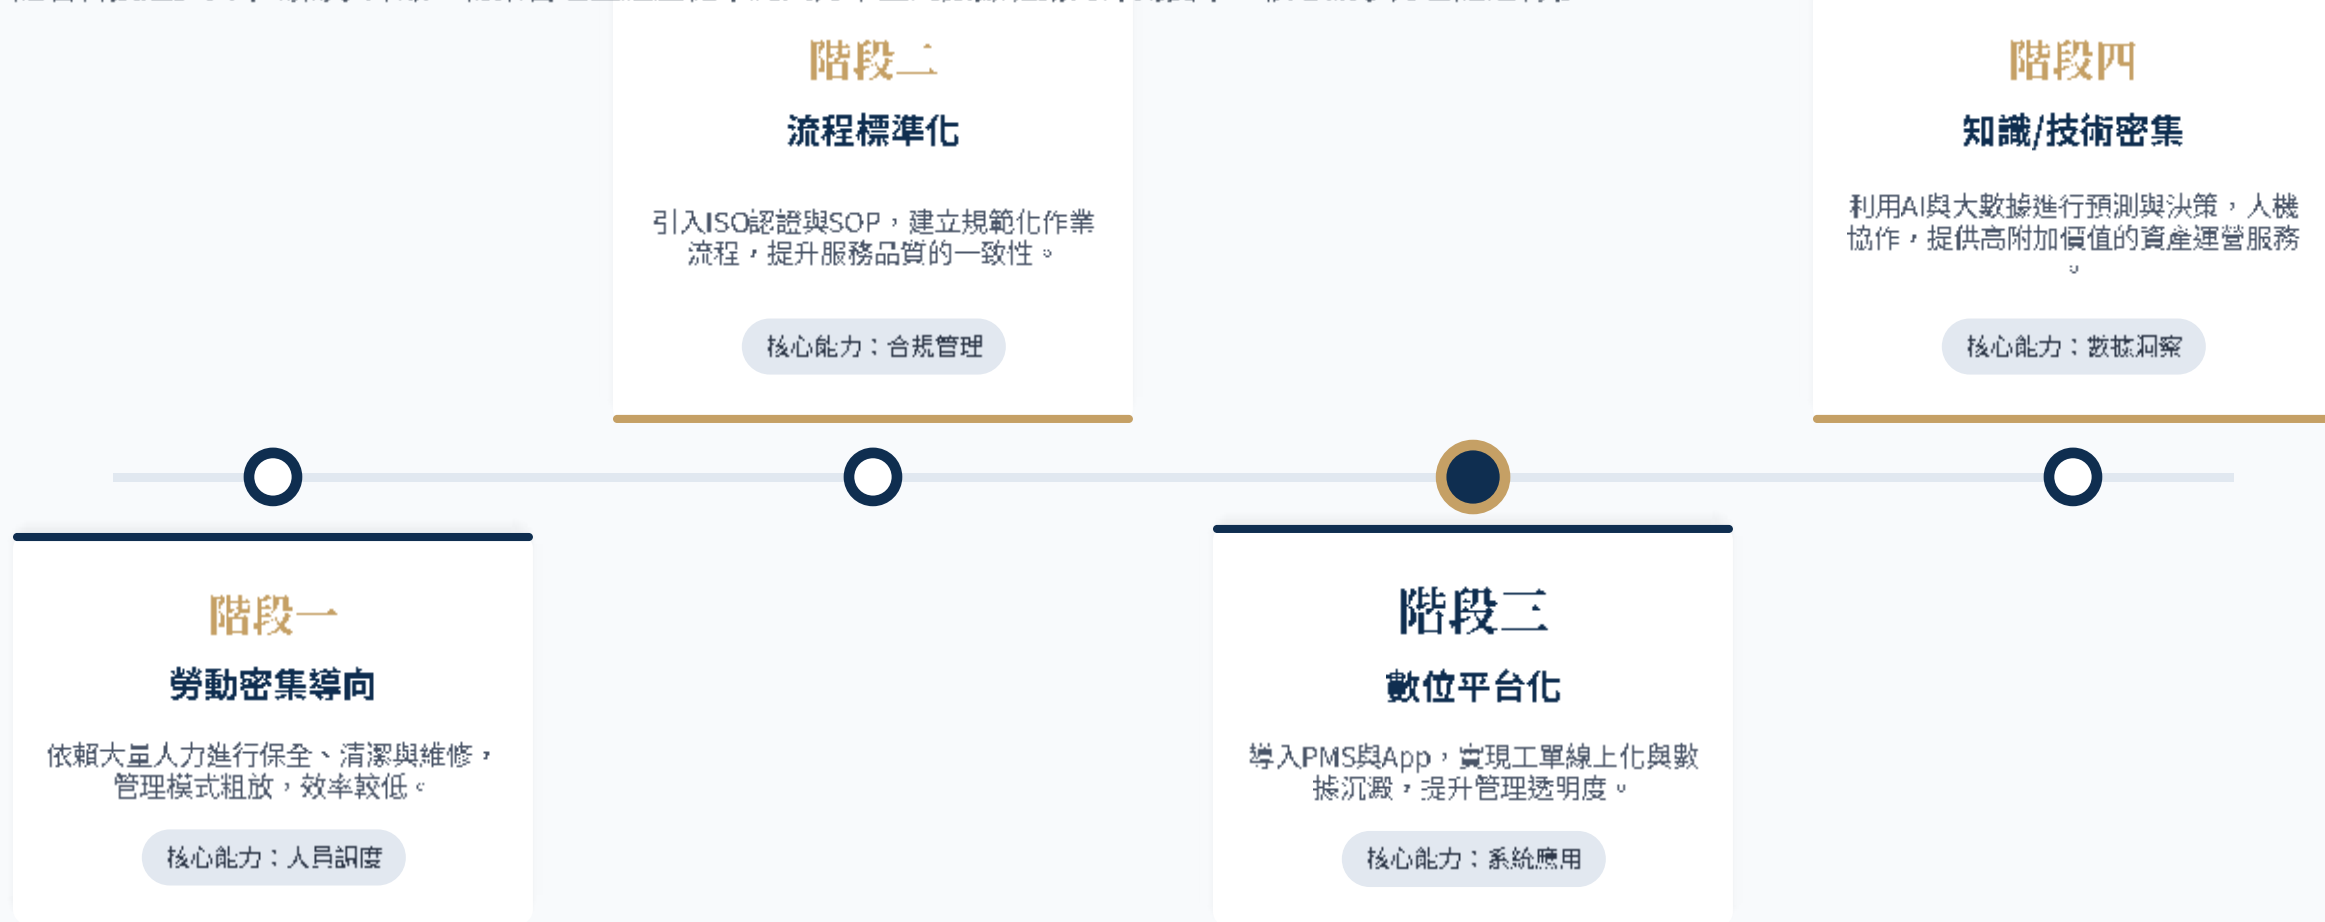 階段二
流程標準化
引入ISO認證與SOP，建立規範化作業
流程，提升服務品質的一致性。
核心能力：合規管理
階段四
知識/技術密集
利用AI與大數據進行預測與決策，人機
協作，提供高附加價值的資產運營服務
。
核心能力：數據洞察
階段一
勞動密集導向
依賴大量人力進行保全、清潔與維修，
管理模式粗放，效率較低。
核心能力：人員調度
階段三
數位平台化
導入PMS與App，實現工單線上化與數
據沉澱，提升管理透明度。
核心能力：系統應用